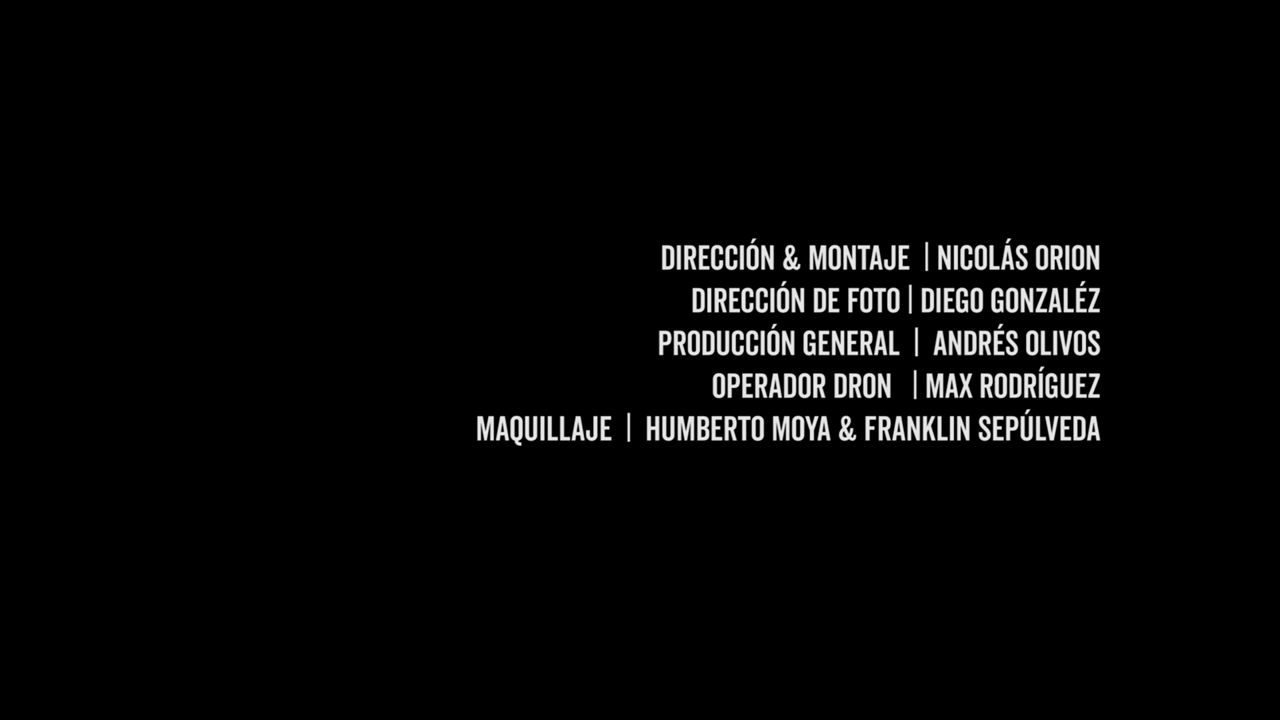 DIRECCIÓN & MONTAJE | NICOLÁS ORION
DIRECCIÓN DE FOTO | DIEGO GONZALÉZ
PRODUCCIÓN GENERAL | ANDRÉS OLIVOS
OPERADOR DRON | MAX RODRÍGUEZ
MAQUILLAJE | HUMBERTO MOYA & FRANKLIN SEPÚLVEDA